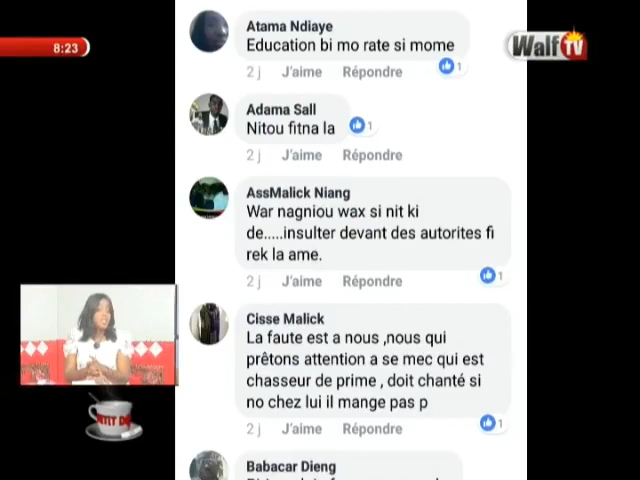 8:23
Walf TV
Atama Ndiaye
Education bi mo rate si mome
2 j J'aime Répondre 1
Adama Sall
Nitou fitna la 1
2 j J'aime Répondre
AssMalick Niang
War nagniou wax si nit ki
de.....insulter devant des autorites fi
rek la ame.
2 j J'aime Répondre 1
Cisse Malick
La faute est a nous ,nous qui
prêtons attention a se mec qui est
chasseur de prime , doit chanté si
no chez lui il mange pas p
2 j J'aime Répondre 1
Babacar Dieng